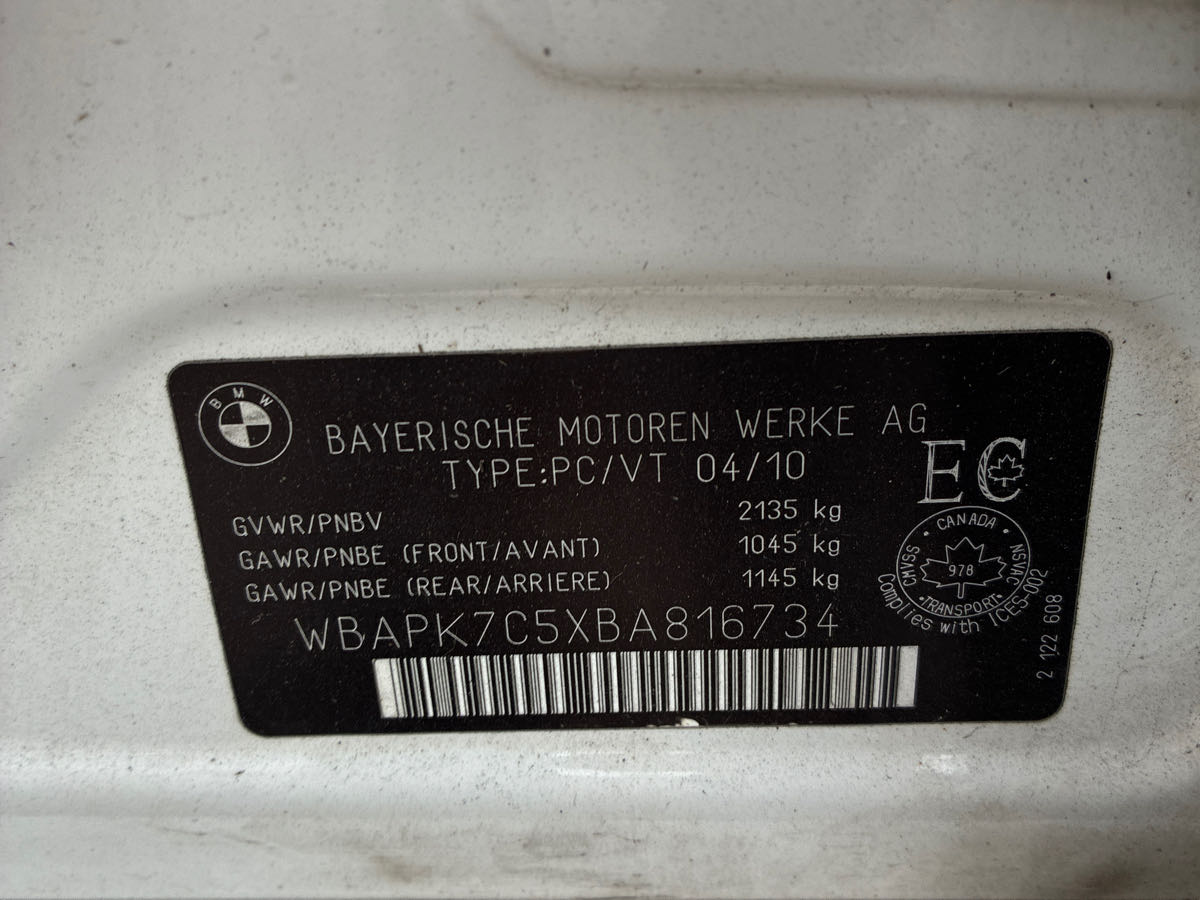 BMW
BAYERISCHE MOTOREN WERKE AG
TYPE:PC/VT 04/10
EC
GVWR/PNBV 2135 kg
GAWR/PNBE (FRONT/AVANT) 1045 kg
GAWR/PNBE (REAR/ARRIERE) 1145 kg
WBAPK7C5XBA816734
CANADA
CMVSS
NSVAC
978
TRANSPORT
Complies with ICES-002
2 122 608